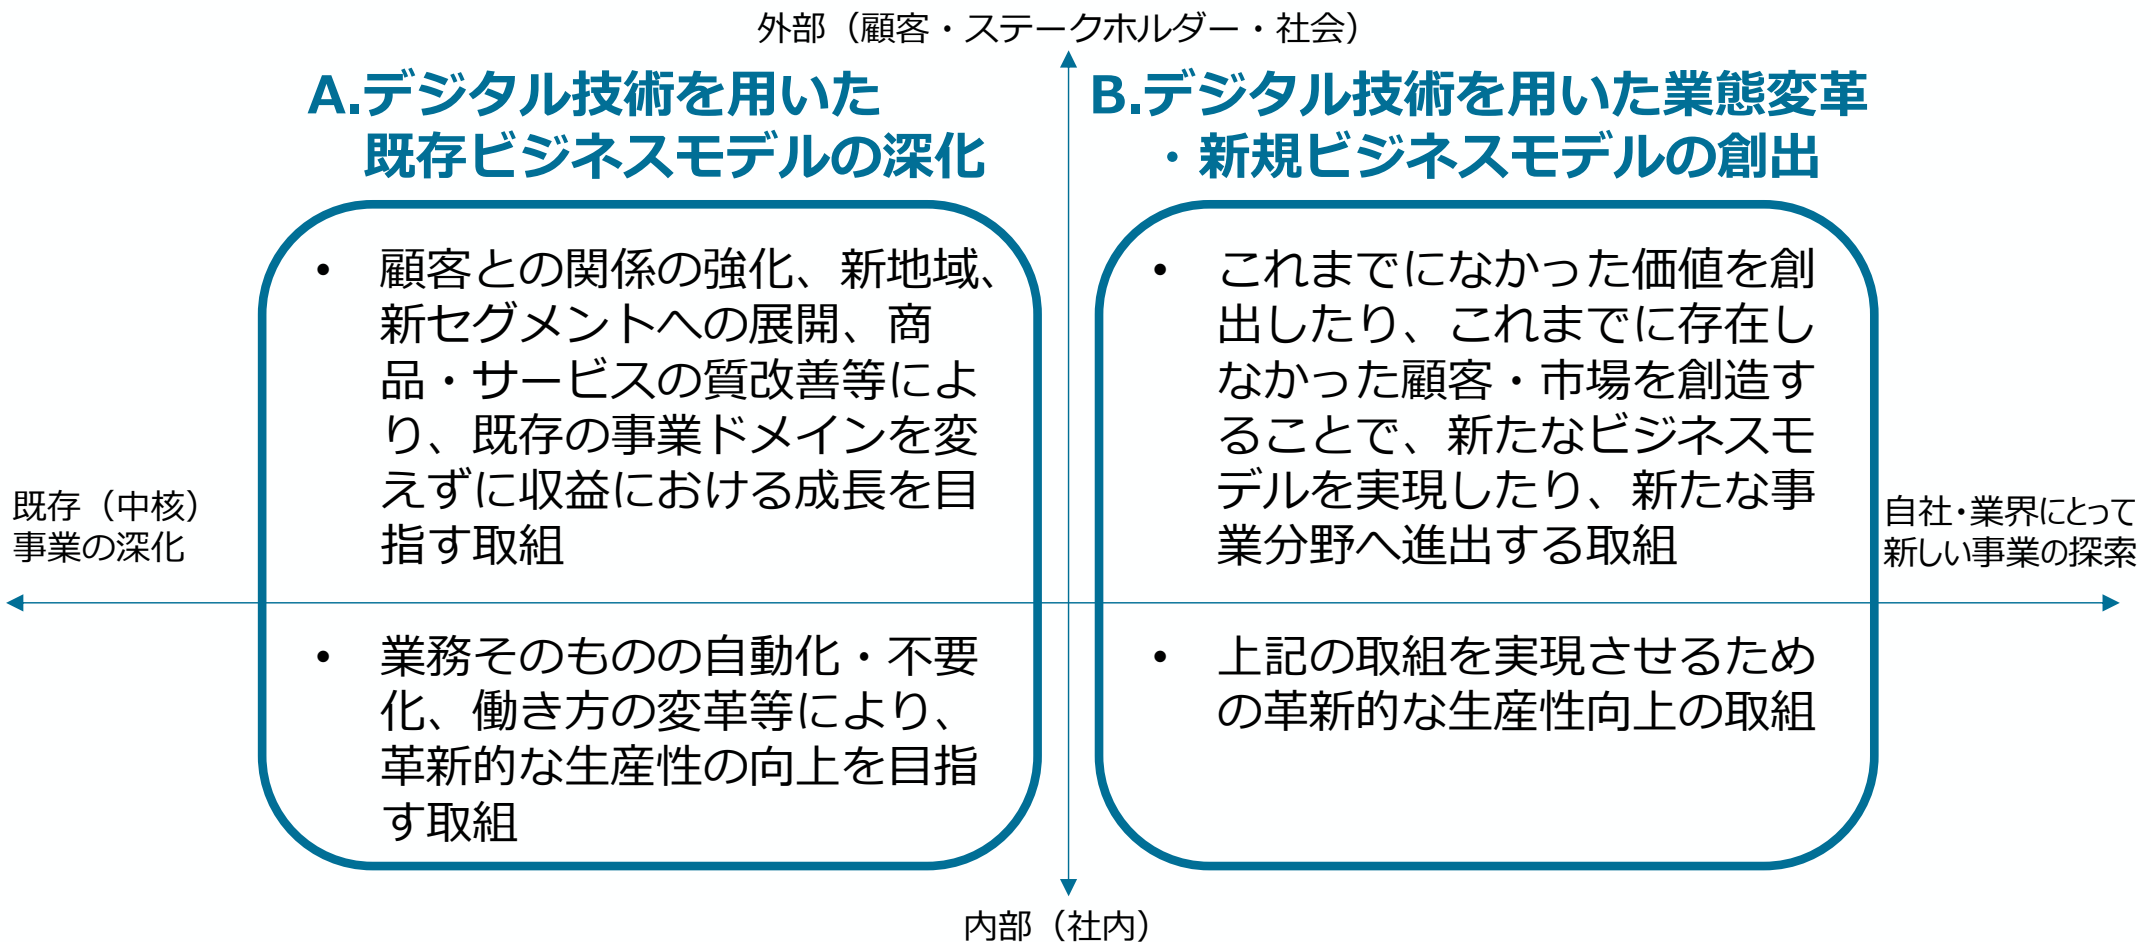 外部（顧客・ステークホルダー・社会）
A.デジタル技術を用いた
既存ビジネスモデルの深化
B.デジタル技術を用いた業態変革
・新規ビジネスモデルの創出
• 顧客との関係の強化、新地域、
新セグメントへの展開、商
品・サービスの質改善等によ
り、既存の事業ドメインを変
えずに収益における成長を目
指す取組
• これまでになかった価値を創
出したり、これまでに存在し
なかった顧客・市場を創造す
ることで、新たなビジネスモ
デルを実現したり、新たな事
業分野へ進出する取組
既存（中核）
事業の深化
自社・業界にとって
新しい事業の探索
• 業務そのものの自動化・不要
化、働き方の変革等により、
革新的な生産性の向上を目指
す取組
• 上記の取組を実現させるため
の革新的な生産性向上の取組
内部（社内）